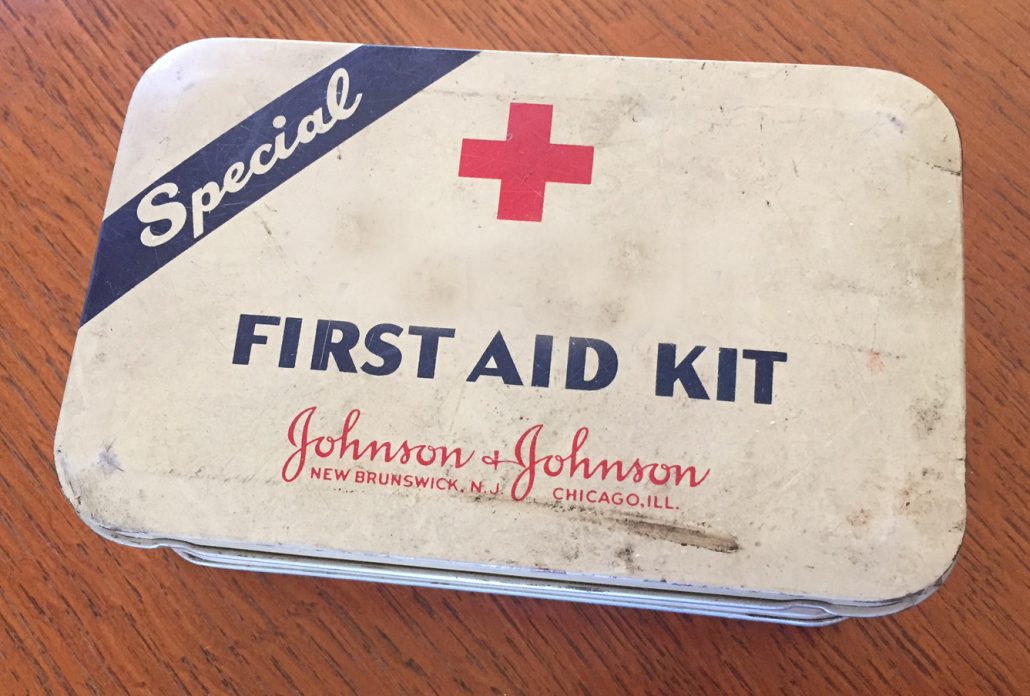 Special
FIRST AID KIT
Johnson + Johnson
NEW BRUNSWICK, N.J. CHICAGO, ILL.